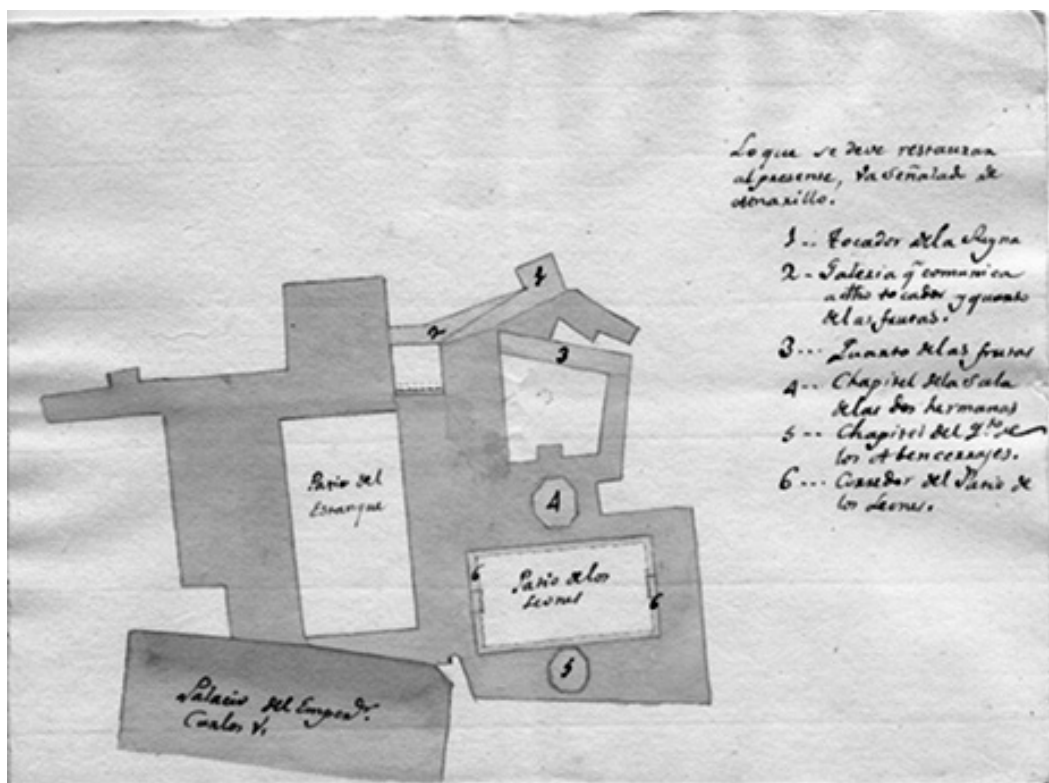 Lo que se deve restaurar
al presente, va señalado de
amarillo.
1 -- Tocador de la Reyna
2 - Galeria q̃ comunica
a dho tocador y quarto
de las frutas.
3 --- Quarto de las frutas
4 -- Chapitel de la Sala
de las dos hermanas
5 -- Chapitel del Q.to de
los Abencerrajes.
6 --- Corredor del Patio de
los Leones.
1
2
3
Patio del
Estanque
4
6
Patio de los
Leones
6
5
Palacio del Emperdr.
Carlos V.